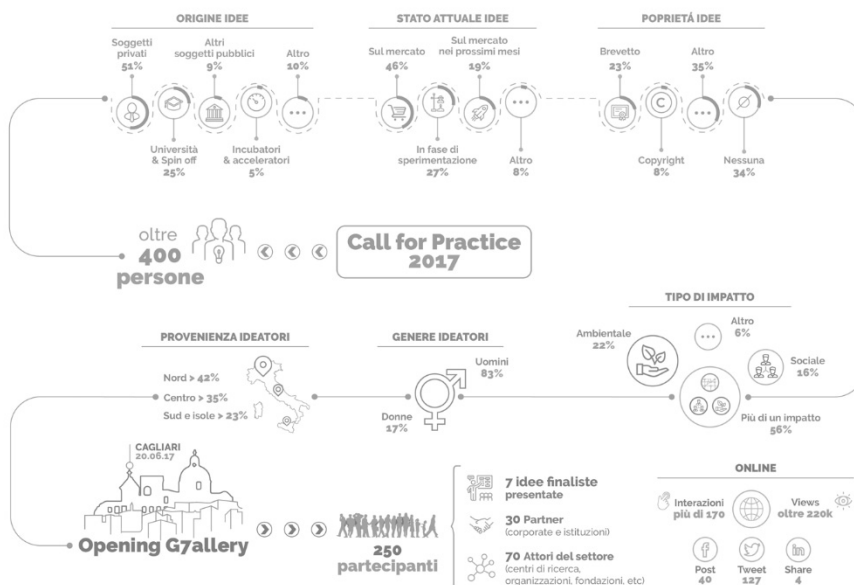 ORIGINE IDEE
Soggetti
privati
51%
Altri
soggetti pubblici
9%
Altro
10%
Università
& Spin off
25%
Incubatori
& acceleratori
5%
STATO ATTUALE IDEE
Sul mercato
46%
Sul mercato
nei prossimi mesi
19%
In fase di
sperimentazione
27%
Altro
8%
POPRIETÁ IDEE
Brevetto
23%
Altro
35%
C
Copyright
8%
Nessuna
34%
oltre
400
persone
Call for Practice
2017
PROVENIENZA IDEATORI
Nord > 42%
Centro > 35%
Sud e isole > 23%
GENERE IDEATORI
Uomini
83%
Donne
17%
TIPO DI IMPATTO
Ambientale
22%
Altro
6%
Sociale
16%
Più di un impatto
56%
CAGLIARI
20.06.17
Opening G7allery
250
partecipanti
7 idee finaliste
presentate
30 Partner
(corporate e istituzioni)
70 Attori del settore
(centri di ricerca,
organizzazioni, fondazioni, etc)
ONLINE
Interazioni
più di 170
Views
oltre 220k
f
Post
40
Tweet
127
in
Share
4